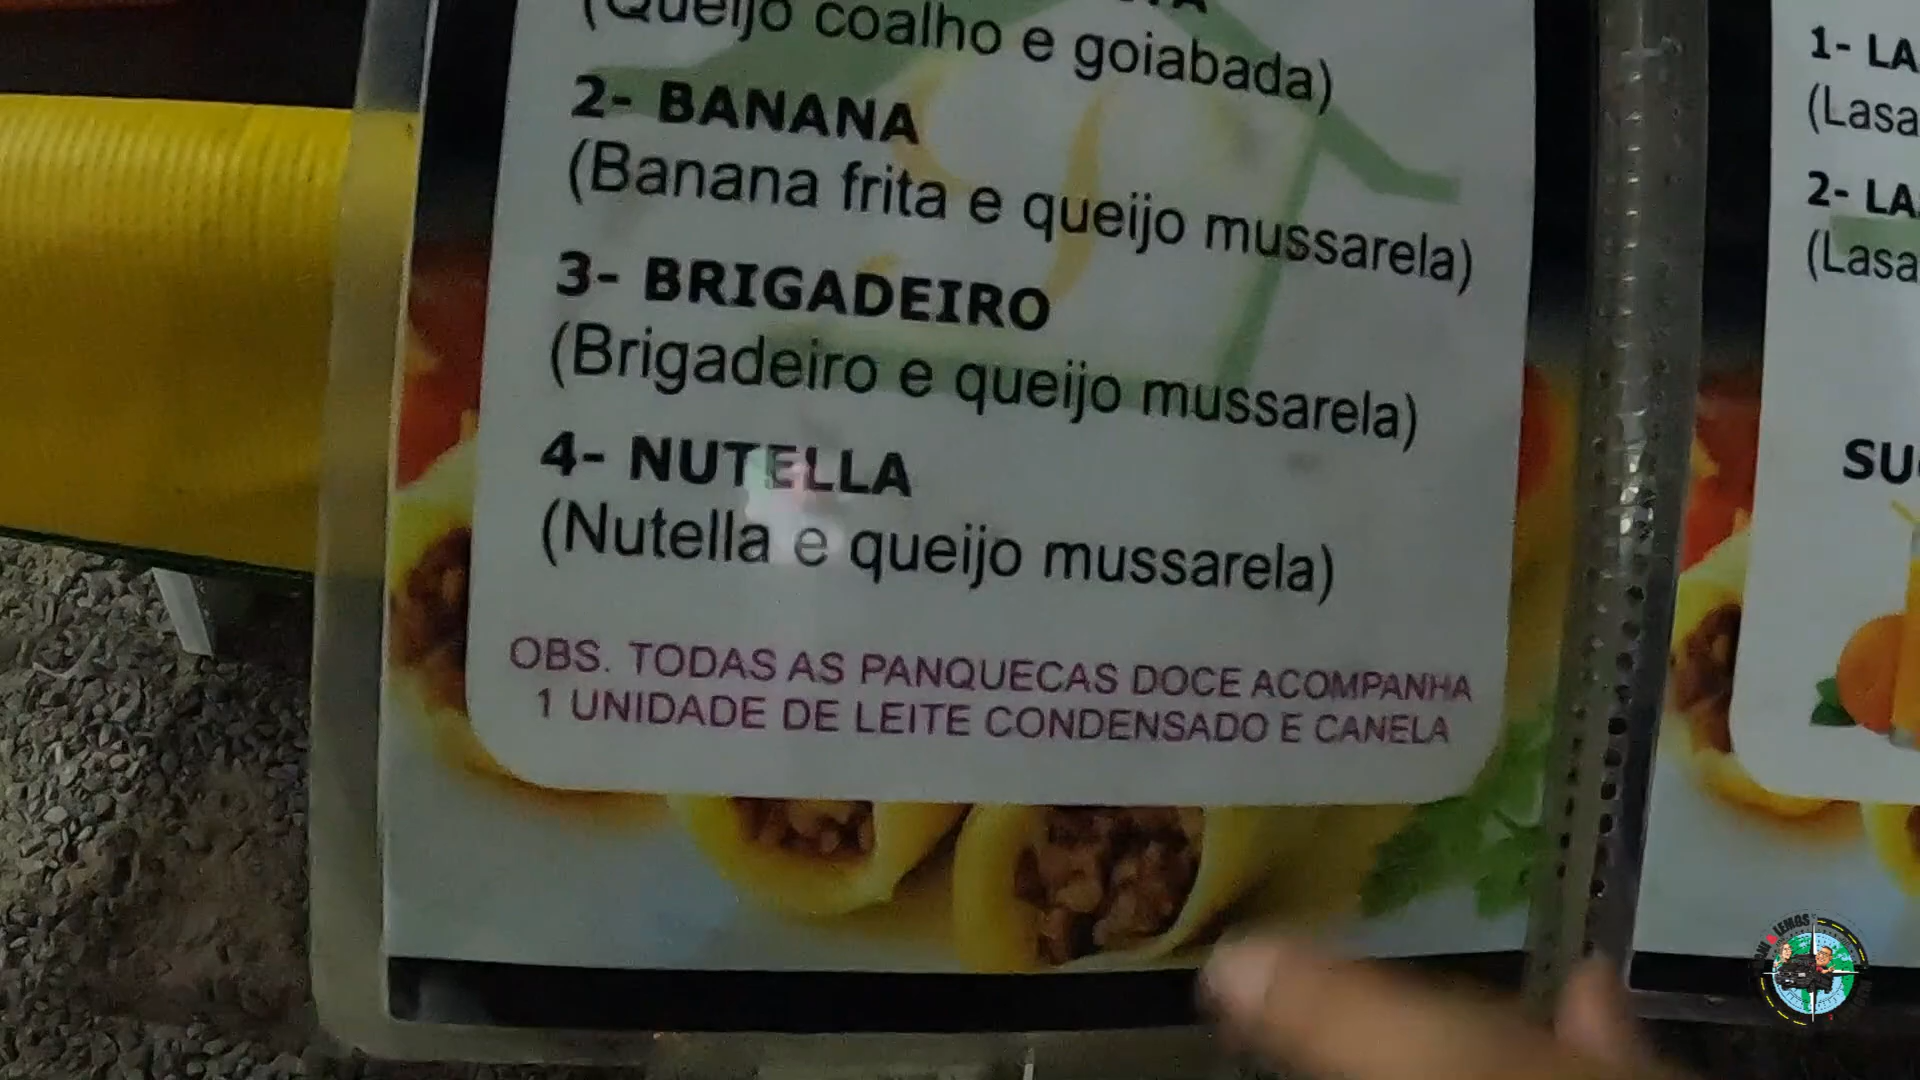 (Queijo coalho e goiabada)
2- BANANA
(Banana frita e queijo mussarela)
3- BRIGADEIRO
(Brigadeiro e queijo mussarela)
4- NUTELLA
(Nutella e queijo mussarela)
OBS. TODAS AS PANQUECAS DOCE ACOMPANHA
1 UNIDADE DE LEITE CONDENSADO E CANELA
1- LA
(Lasa
2- LA
(Lasa
LEMOS